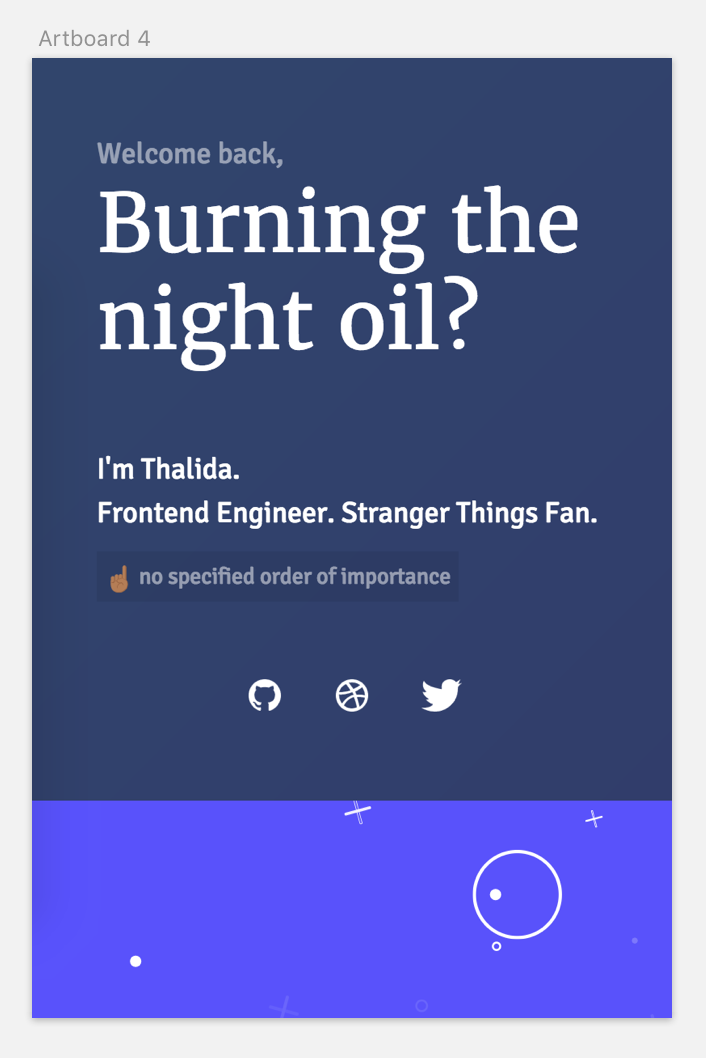 Artboard 4
Welcome back,
Burning the
night oil?
I'm Thalida.
Frontend Engineer. Stranger Things Fan.
☝🏾 no specified order of importance